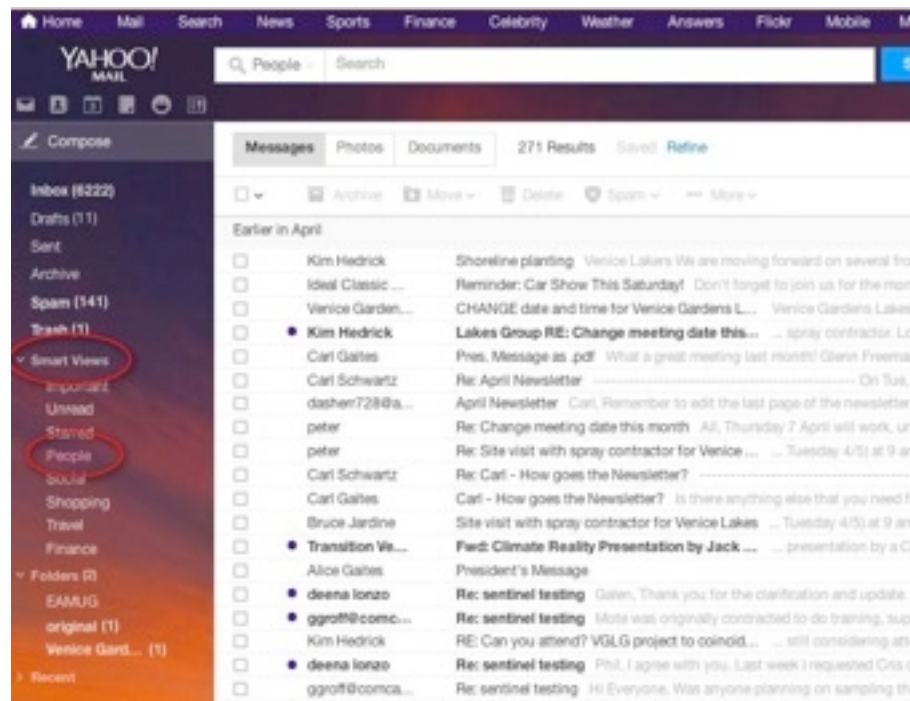 Home Mail Search News Sports Finance Celebrity Weather Answers Flickr Mobile M
YAHOO!
MAIL
People Search S
Compose
Messages Photos Documents 271 Results Saved Refine
Inbox (6222)
Drafts (11)
Sent
Archive
Spam (141)
Trash (1)
Smart Views
Important
Unread
Starred
People
Social
Shopping
Travel
Finance
Folders (2)
EAMUG
original (1)
Venice Gard... (1)
Recent
Archive Move Delete Spam More
Earlier in April
Kim Hedrick Shoreline planting Venice Lakers We are moving forward on several fro
Ideal Classic ... Reminder: Car Show This Saturday! Don't forget to join us for the mon
Venice Garden... CHANGE date and time for Venice Gardens L... Venice Gardens Lakes
Kim Hedrick Lakes Group RE: Change meeting date this... ... spray contractor. Lo
Carl Gaites Pres. Message as .pdf What a great meeting last month! Glenn Freema
Carl Schwartz Re: April Newsletter On Tue,
dasherr728@a... April Newsletter Carl, Remember to edit the last page of the newsletter
peter Re: Change meeting date this month All, Thursday 7 April will work, un
peter Re: Site visit with spray contractor for Venice ... ... Tuesday 4/5) at 9 am
Carl Schwartz Re: Carl - How goes the Newsletter?
Carl Gaites Carl - How goes the Newsletter? Is there anything else that you need f
Bruce Jardine Site visit with spray contractor for Venice Lakes ... Tuesday 4/5) at 9 am
Transition Ve... Fwd: Climate Reality Presentation by Jack ... ... presentation by a C
Alice Gaites President's Message
deena lonzo Re: sentinel testing Galen, Thank you for the clarification and update.
ggroff@comc... Re: sentinel testing Mote was originally contracted to do training, sup
Kim Hedrick RE: Can you attend? VGLG project to coincid... ... still considering att
deena lonzo Re: sentinel testing Phil, I agree with you. Last week I requested Cris
ggroff@comca... Re: sentinel testing Hi Everyone, Was anyone planning on sampling th